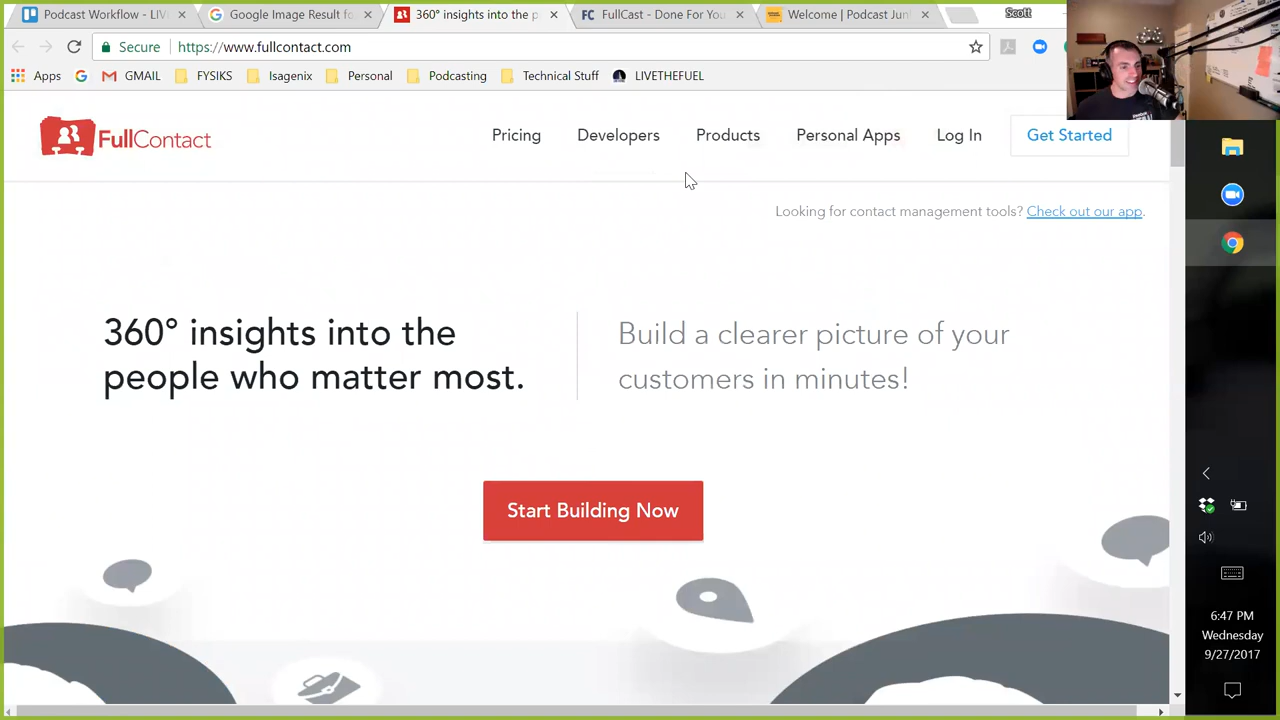 Podcast Workflow - LIV
Google Image Result fo
360° insights into the p
FullCast - Done For You
Welcome | Podcast Jun
Scott
Secure
https://www.fullcontact.com
Apps
GMAIL
FYSIKS
Isagenix
Personal
Podcasting
Technical Stuff
LIVETHEFUEL
FullContact
Pricing
Developers
Products
Personal Apps
Log In
Get Started
Looking for contact management tools? Check out our app.
360° insights into the
people who matter most.
Build a clearer picture of your
customers in minutes!
Start Building Now
6:47 PM
Wednesday
9/27/2017